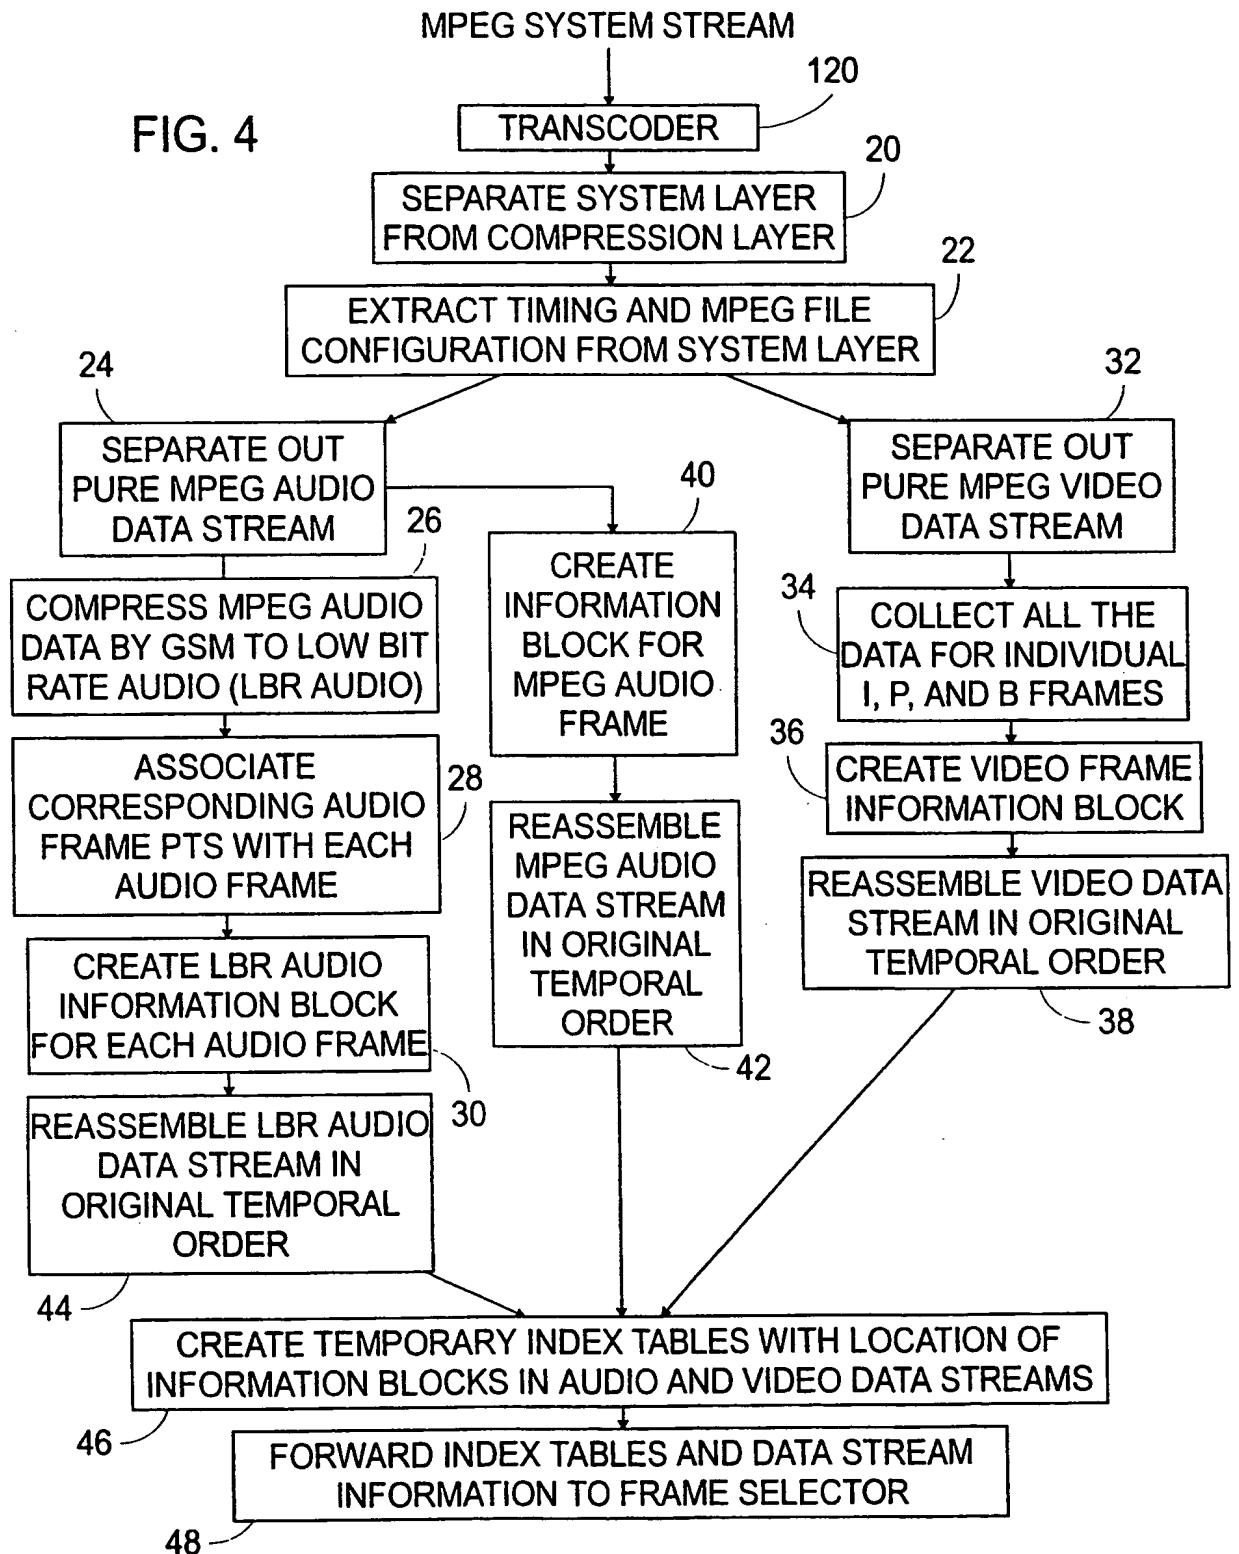 MPEG SYSTEM STREAM
FIG. 4
120
TRANSCODER
20
SEPARATE SYSTEM LAYER
FROM COMPRESSION LAYER
22
EXTRACT TIMING AND MPEG FILE
CONFIGURATION FROM SYSTEM LAYER
24
SEPARATE OUT
PURE MPEG AUDIO
DATA STREAM
32
SEPARATE OUT
PURE MPEG VIDEO
DATA STREAM
26
COMPRESS MPEG AUDIO
DATA BY GSM TO LOW BIT
RATE AUDIO (LBR AUDIO)
40
CREATE
INFORMATION
BLOCK FOR
MPEG AUDIO
FRAME
34
COLLECT ALL THE
DATA FOR INDIVIDUAL
I, P, AND B FRAMES
28
ASSOCIATE
CORRESPONDING AUDIO
FRAME PTS WITH EACH
AUDIO FRAME
36
CREATE VIDEO FRAME
INFORMATION BLOCK
REASSEMBLE
MPEG AUDIO
DATA STREAM
IN ORIGINAL
TEMPORAL
ORDER
42
REASSEMBLE VIDEO DATA
STREAM IN ORIGINAL
TEMPORAL ORDER
38
CREATE LBR AUDIO
INFORMATION BLOCK
FOR EACH AUDIO FRAME
30
REASSEMBLE LBR AUDIO
DATA STREAM IN
ORIGINAL TEMPORAL
ORDER
44
CREATE TEMPORARY INDEX TABLES WITH LOCATION OF
INFORMATION BLOCKS IN AUDIO AND VIDEO DATA STREAMS
46
FORWARD INDEX TABLES AND DATA STREAM
INFORMATION TO FRAME SELECTOR
48